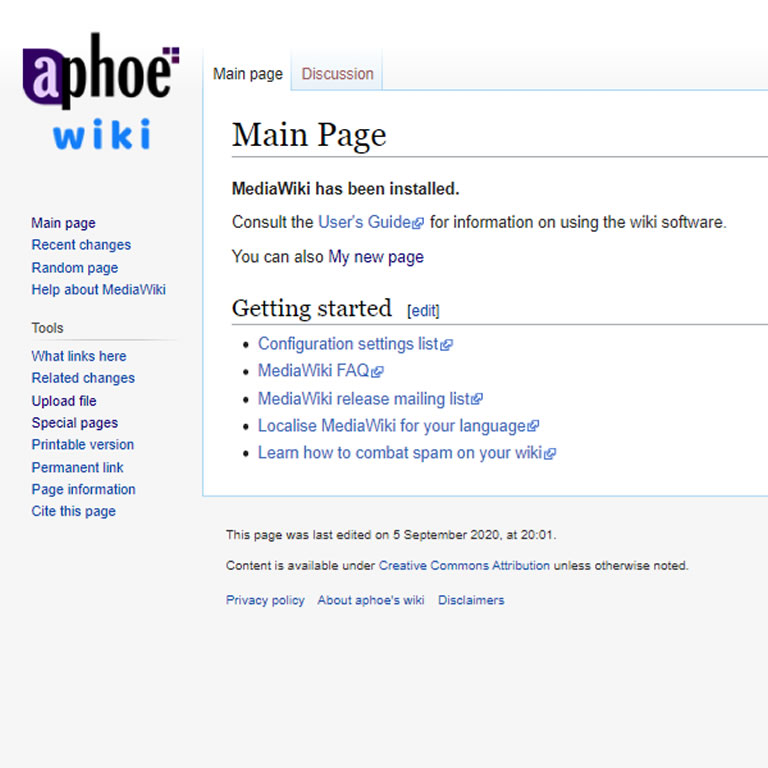 aphoe
wiki
Main page
Discussion
Main Page
MediaWiki has been installed.
Consult the User's Guide for information on using the wiki software.
You can also My new page
Getting started [edit]
Configuration settings list
MediaWiki FAQ
MediaWiki release mailing list
Localise MediaWiki for your language
Learn how to combat spam on your wiki
Main page
Recent changes
Random page
Help about MediaWiki
Tools
What links here
Related changes
Upload file
Special pages
Printable version
Permanent link
Page information
Cite this page
This page was last edited on 5 September 2020, at 20:01.
Content is available under Creative Commons Attribution unless otherwise noted.
Privacy policy About aphoe's wiki Disclaimers